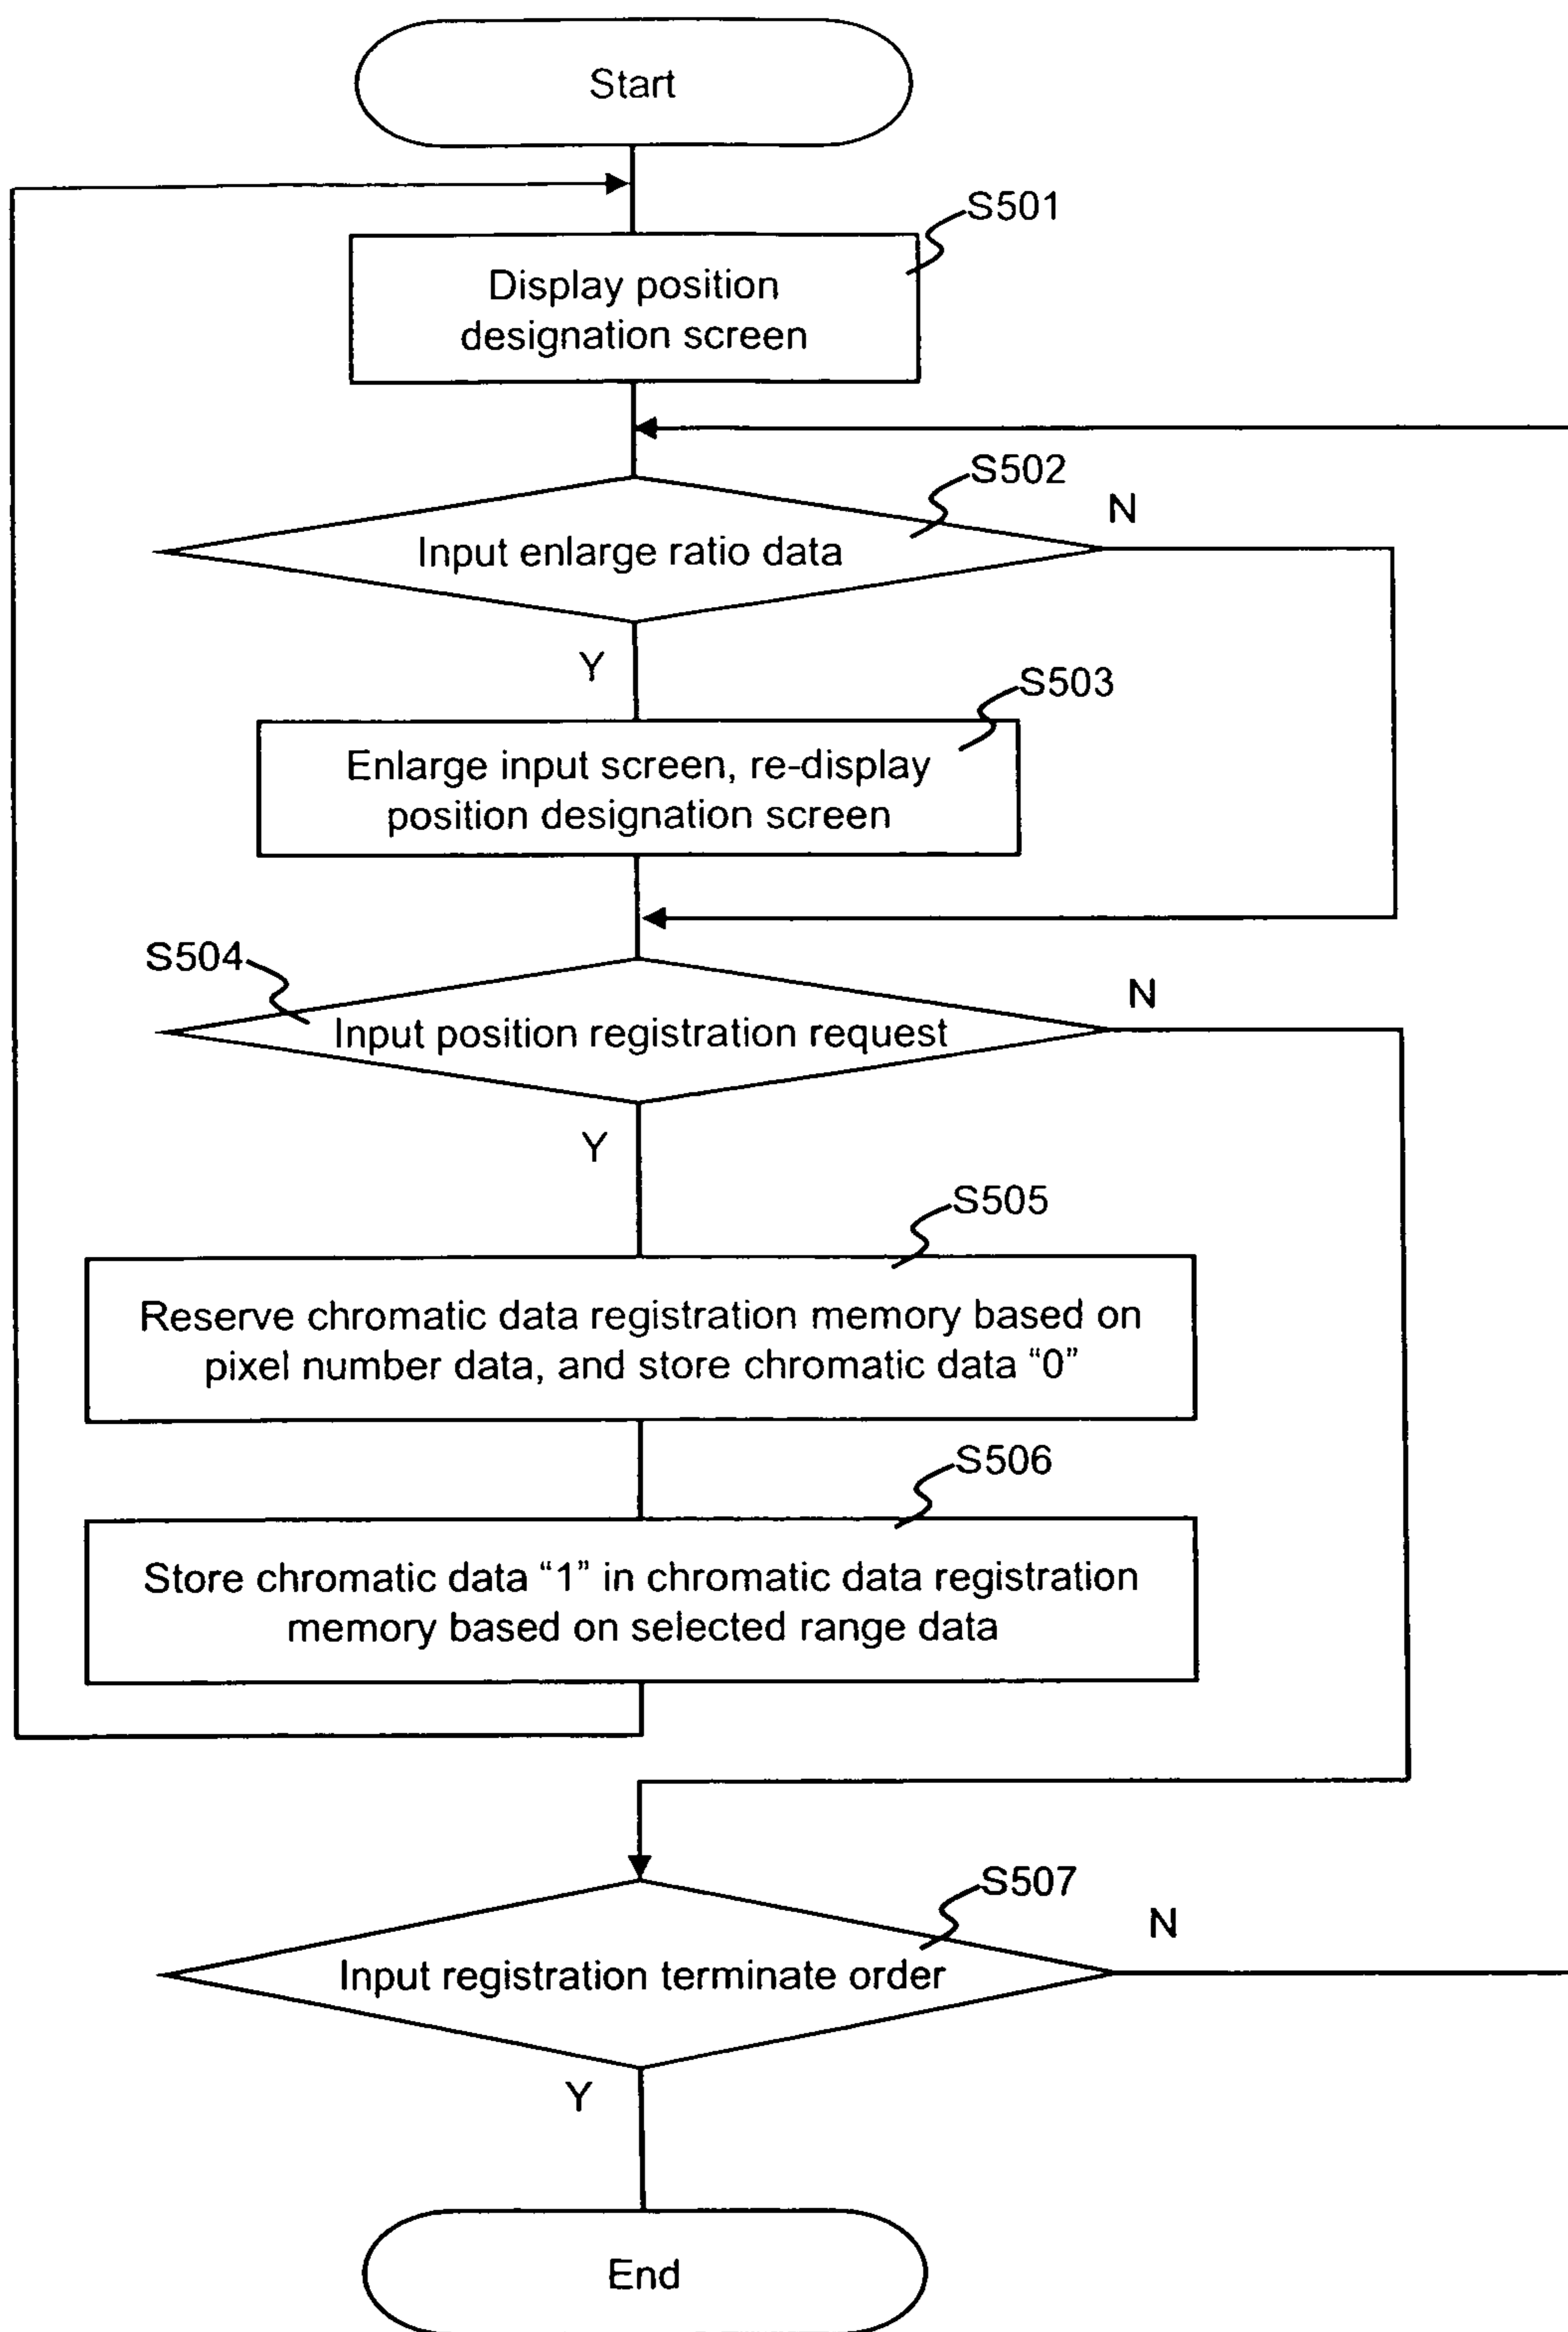 Start
S501
Display position
designation screen
S502
N
Input enlarge ratio data
Y
S503
Enlarge input screen, re-display
position designation screen
S504
N
Input position registration request
Y
S505
Reserve chromatic data registration memory based on
pixel number data, and store chromatic data “0”
S506
Store chromatic data “1” in chromatic data registration
memory based on selected range data
S507
N
Input registration terminate order
Y
End